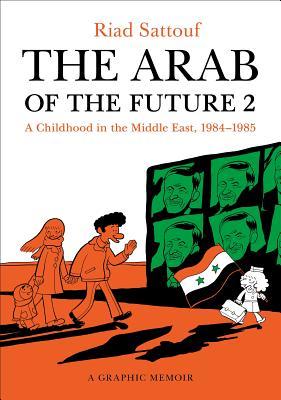 Riad Sattouf
THE ARAB
OF THE FUTURE 2
A Childhood in the Middle East, 1984–1985
A GRAPHIC MEMOIR